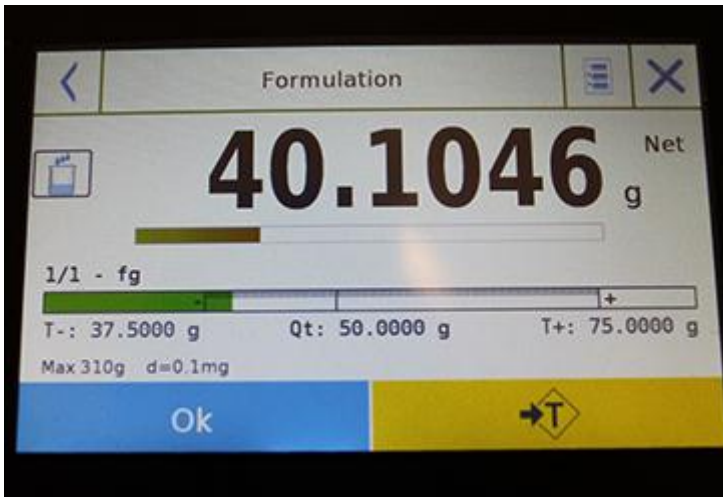 Formulation
Net
40.1046 g
1/1 - fg
- +
T-: 37.5000 g Qt: 50.0000 g T+: 75.0000 g
Max 310g d=0.1mg
Ok →T